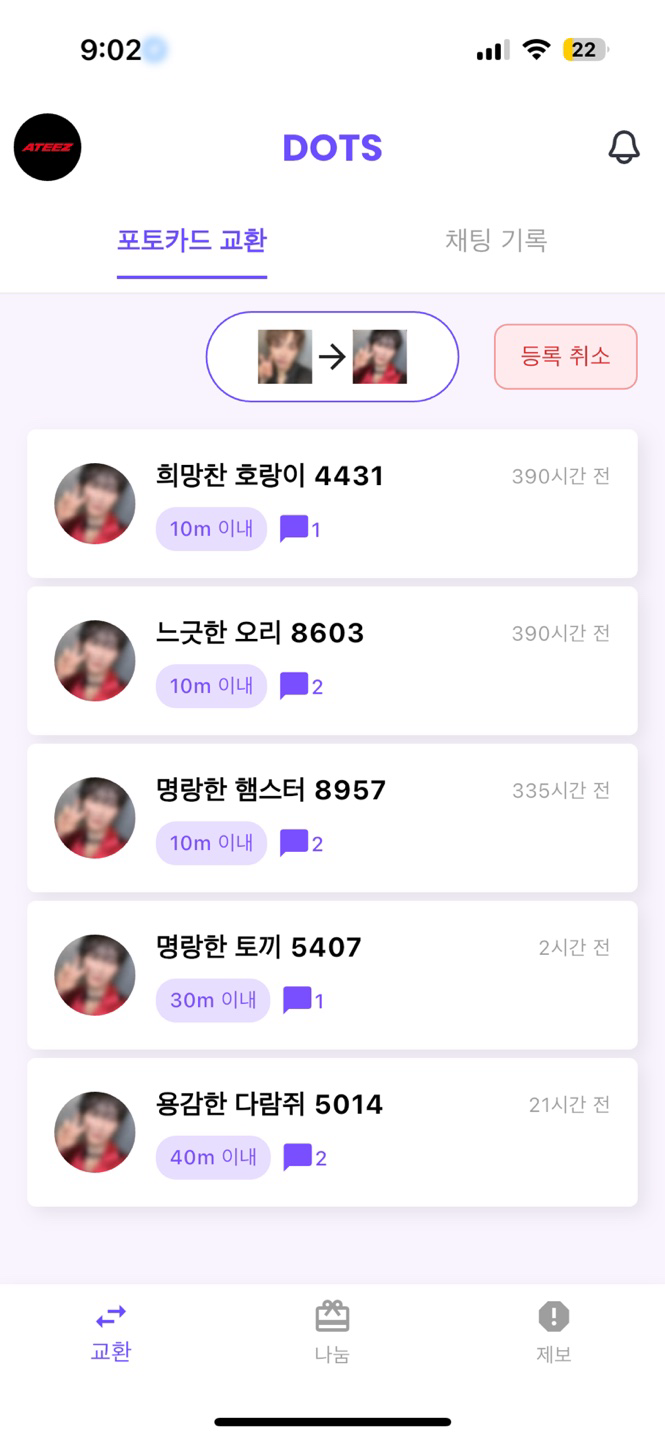 9:02
22
ATEEZ
DOTS
포토카드 교환
채팅 기록
등록 취소
희망찬 호랑이 4431
390시간 전
10m 이내
1
느긋한 오리 8603
390시간 전
10m 이내
2
명랑한 햄스터 8957
335시간 전
10m 이내
2
명랑한 토끼 5407
2시간 전
30m 이내
1
용감한 다람쥐 5014
21시간 전
40m 이내
2
교환
나눔
제보